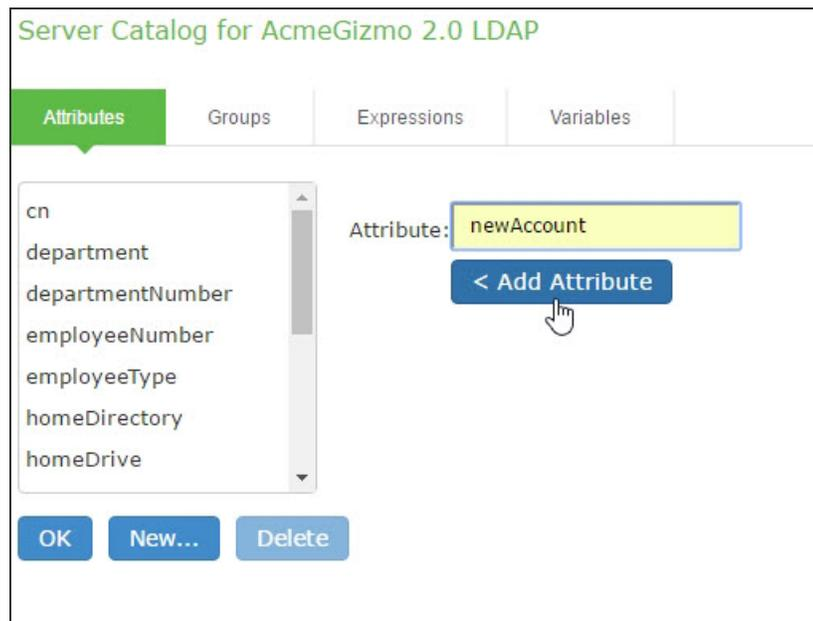 Server Catalog for AcmeGizmo 2.0 LDAP
Attributes Groups Expressions Variables
cn
department
departmentNumber
employeeNumber
employeeType
homeDirectory
homeDrive
Attribute: newAccount
< Add Attribute
OK New... Delete